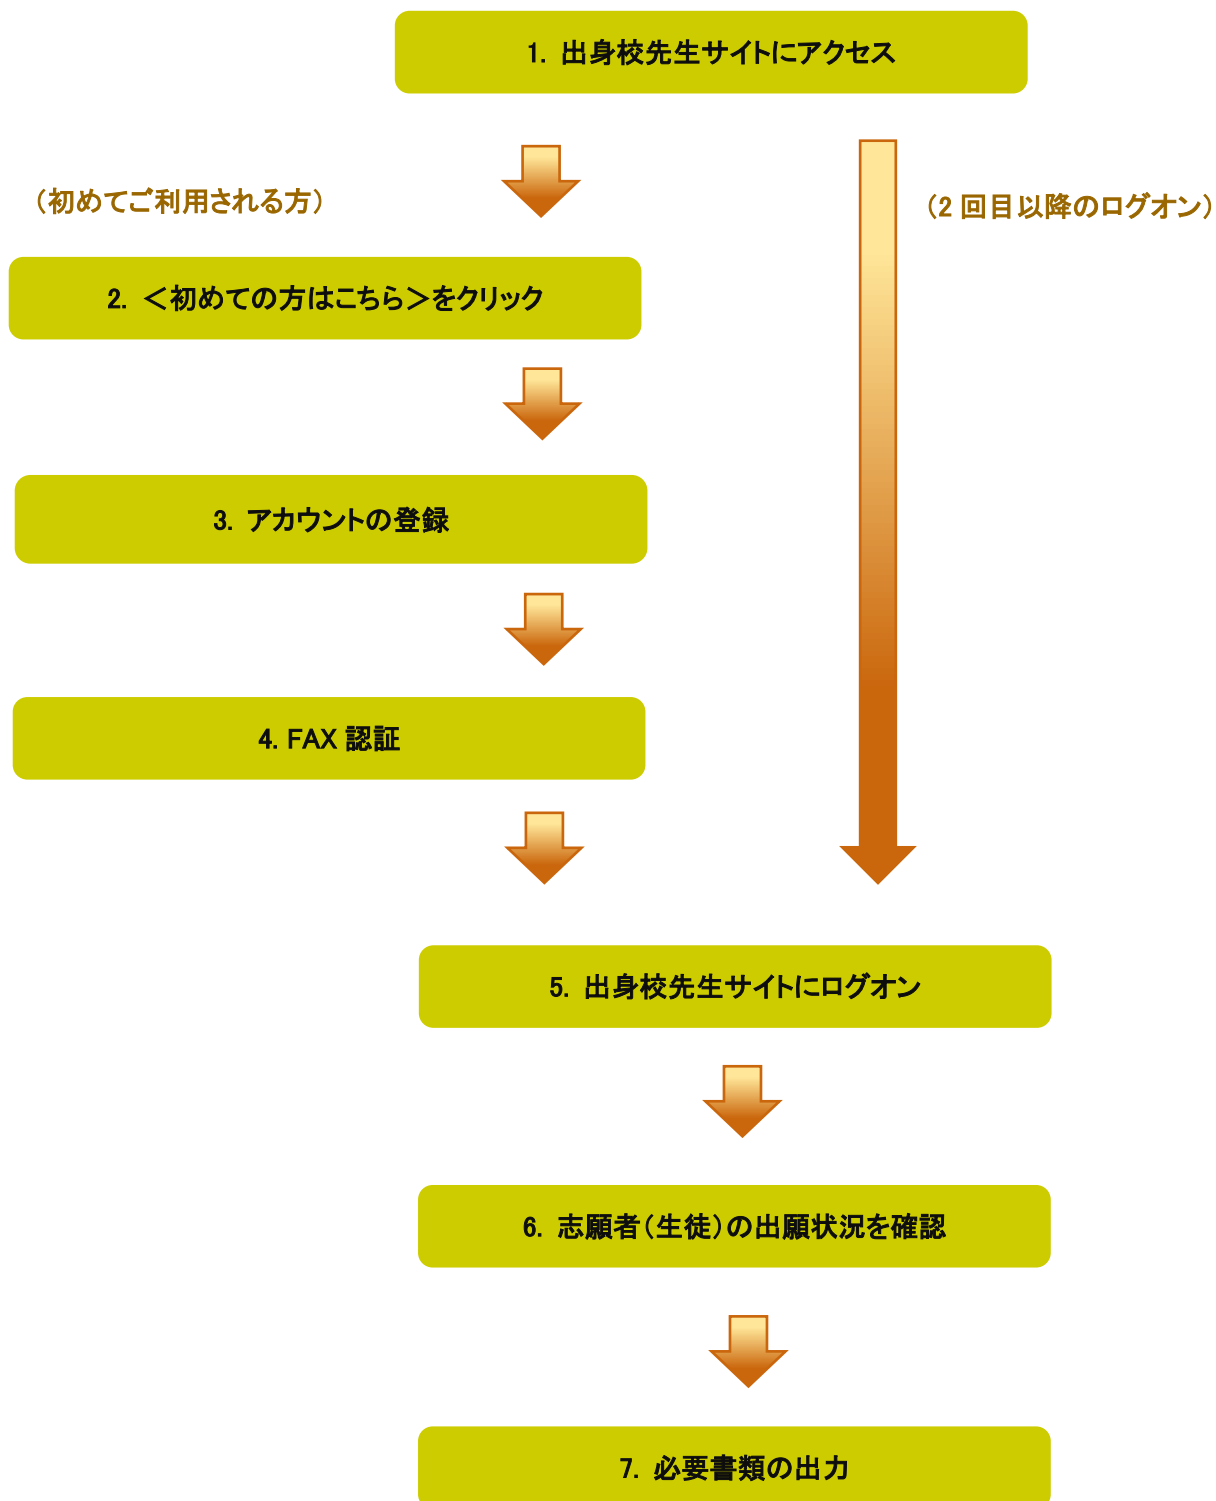 1. 出身校先生サイトにアクセス
（初めてご利用される方）
（2 回目以降のログオン）
2. ＜初めての方はこちら＞をクリック
3. アカウントの登録
4. FAX 認証
5. 出身校先生サイトにログオン
6. 志願者（生徒）の出願状況を確認
7. 必要書類の出力